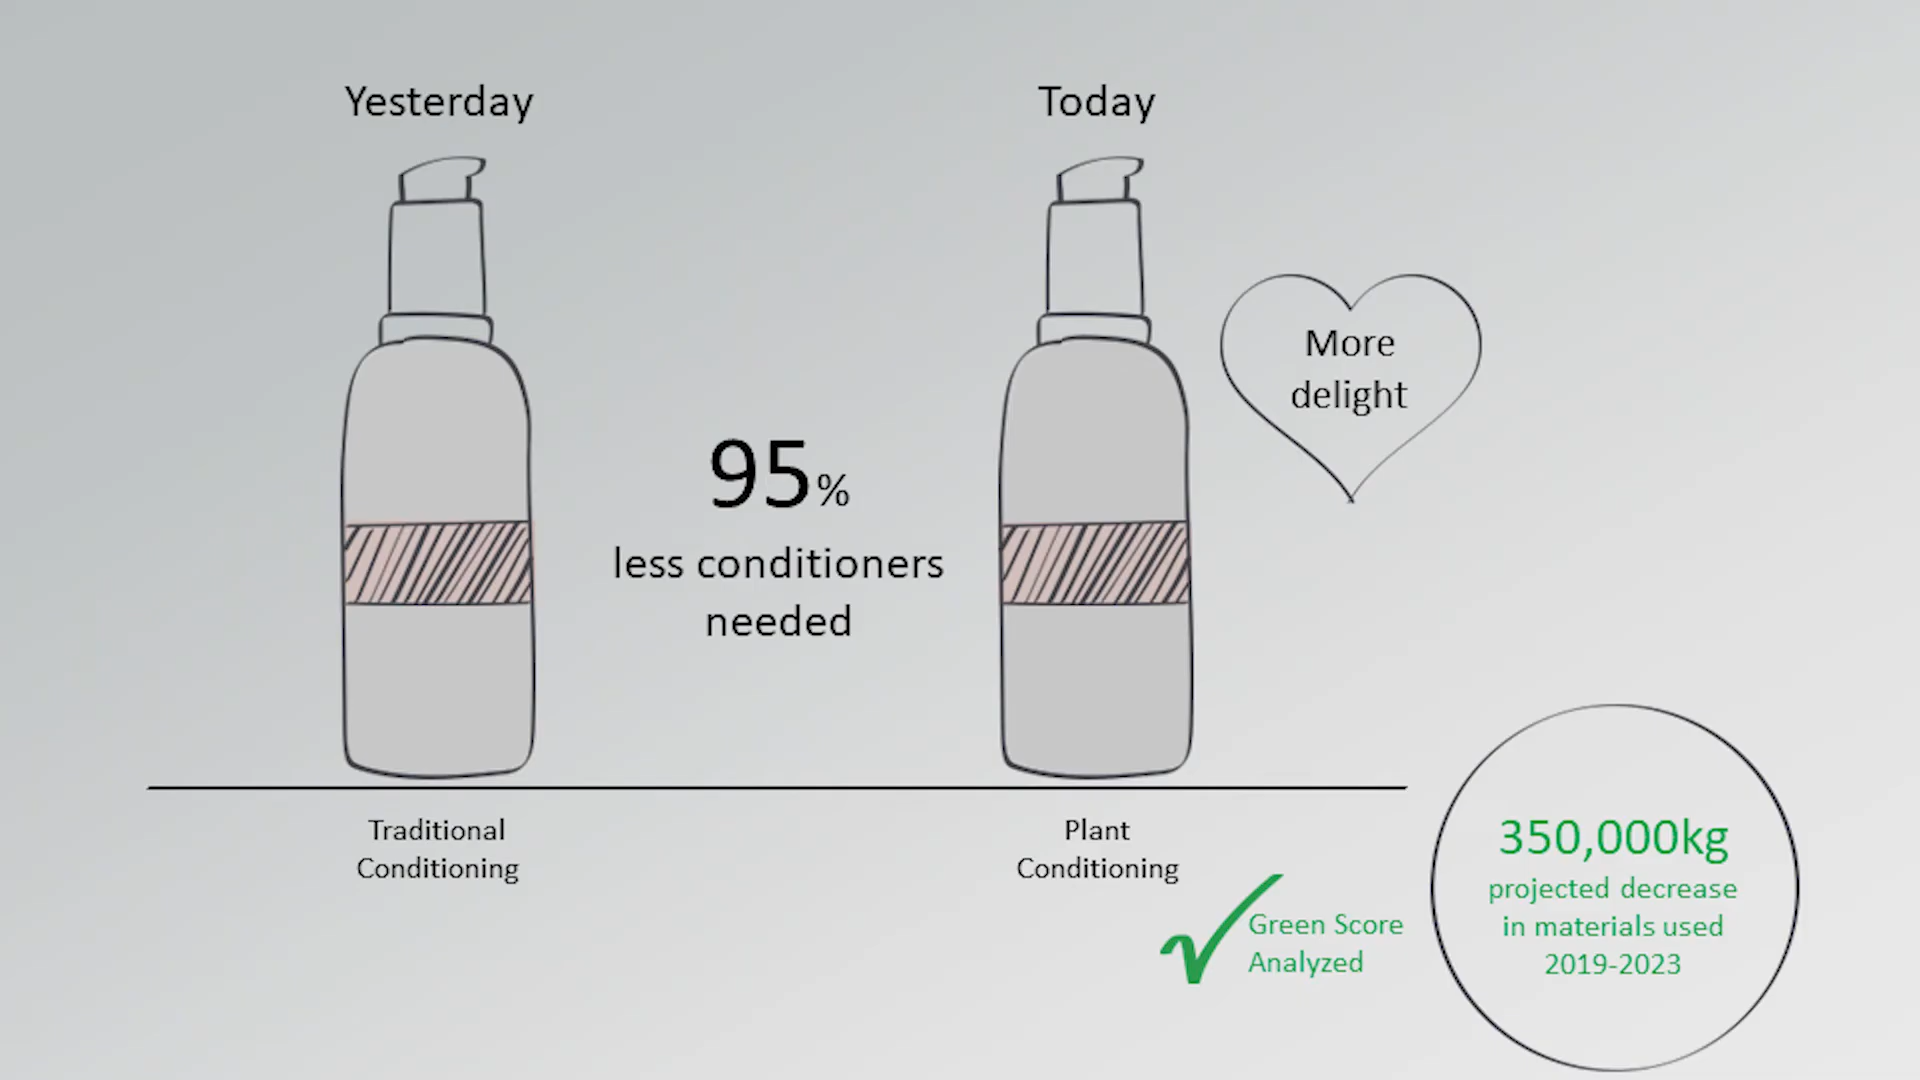 Yesterday
Today
More
delight
95%
less conditioners
needed
Traditional
Conditioning
Plant
Conditioning
Green Score
Analyzed
350,000kg
projected decrease
in materials used
2019-2023